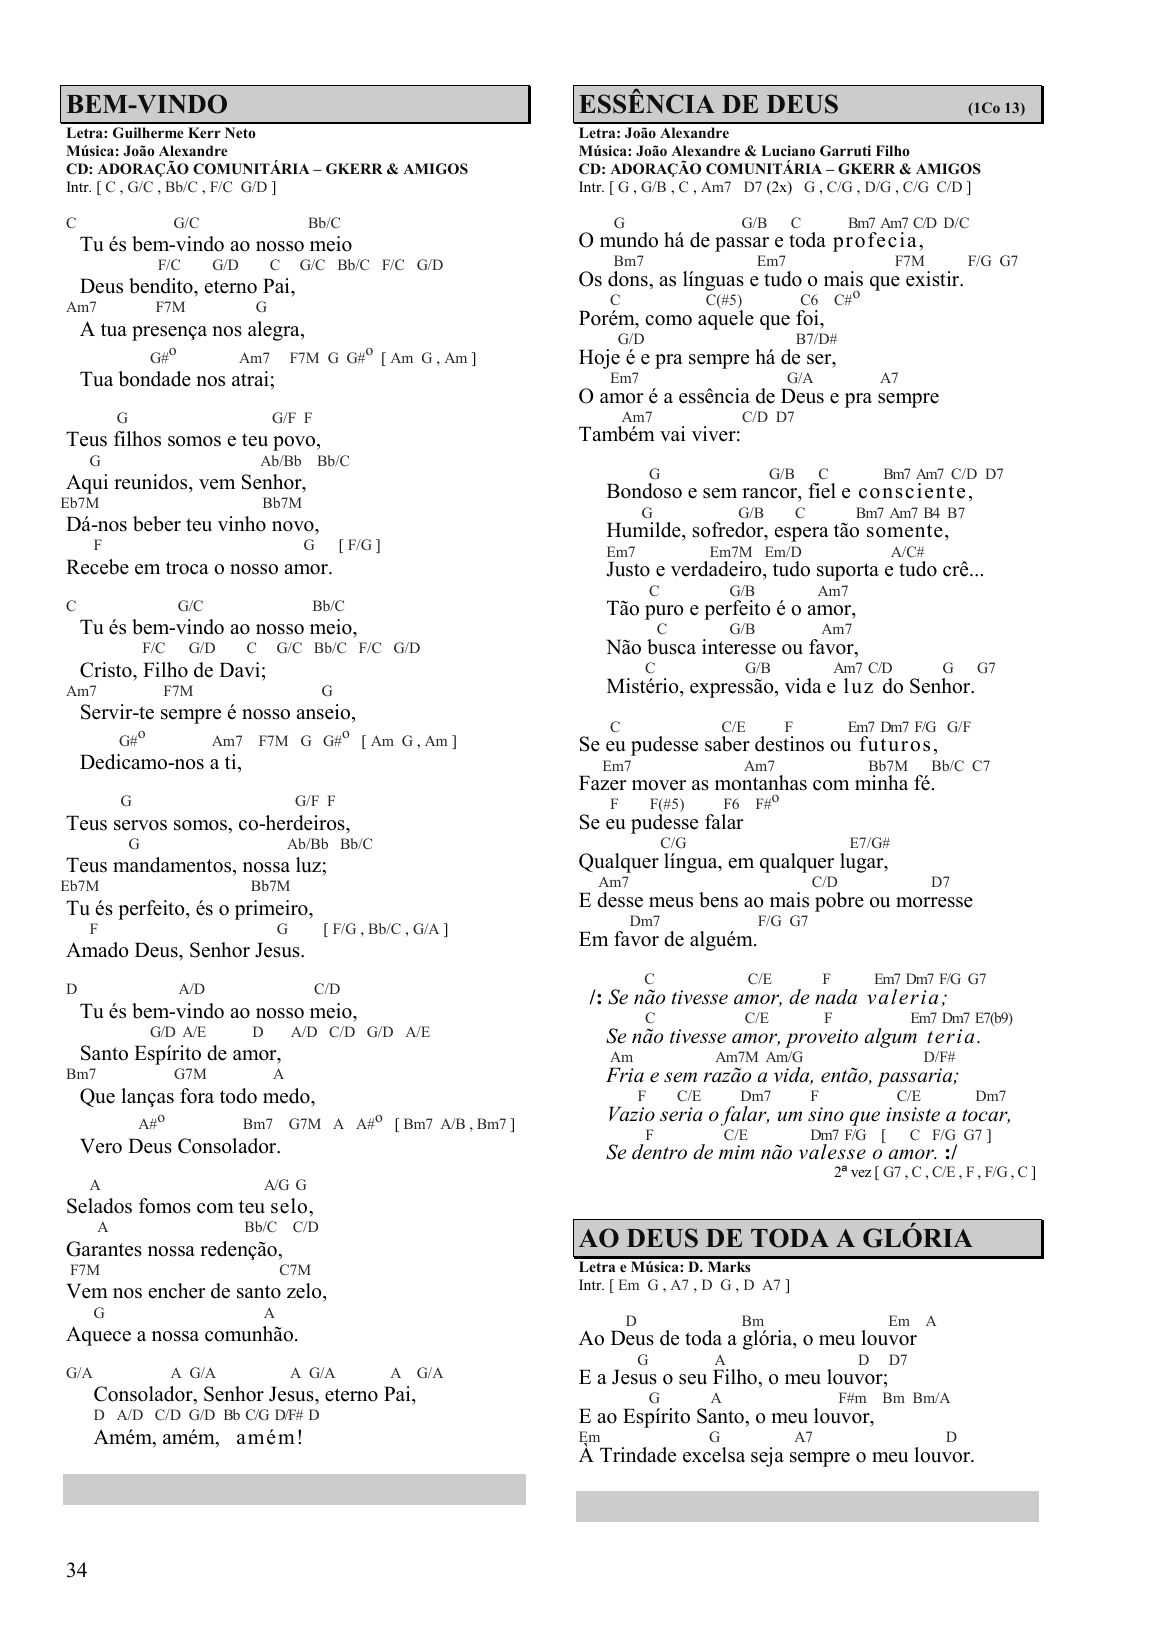 BEM-VINDO
Letra: Guilherme Kerr Neto
Música: João Alexandre
CD: ADORAÇÃO COMUNITÁRIA – GKERR & AMIGOS
Intr. [ C , G/C , Bb/C , F/C G/D ]
C G/C Bb/C
Tu és bem-vindo ao nosso meio
F/C G/D C G/C Bb/C F/C G/D
Deus bendito, eterno Pai,
Am7 F7M G
A tua presença nos alegra,
G#º Am7 F7M G G#º [ Am G , Am ]
Tua bondade nos atrai;
G G/F F
Teus filhos somos e teu povo,
G Ab/Bb Bb/C
Aqui reunidos, vem Senhor,
Eb7M Bb7M
Dá-nos beber teu vinho novo,
F G [ F/G ]
Recebe em troca o nosso amor.
C G/C Bb/C
Tu és bem-vindo ao nosso meio,
F/C G/D C G/C Bb/C F/C G/D
Cristo, Filho de Davi;
Am7 F7M G
Servir-te sempre é nosso anseio,
G#º Am7 F7M G G#º [ Am G , Am ]
Dedicamo-nos a ti,
G G/F F
Teus servos somos, co-herdeiros,
G Ab/Bb Bb/C
Teus mandamentos, nossa luz;
Eb7M Bb7M
Tu és perfeito, és o primeiro,
F G [ F/G , Bb/C , G/A ]
Amado Deus, Senhor Jesus.
D A/D C/D
Tu és bem-vindo ao nosso meio,
G/D A/E D A/D C/D G/D A/E
Santo Espírito de amor,
Bm7 G7M A
Que lanças fora todo medo,
A#º Bm7 G7M A A#º [ Bm7 A/B , Bm7 ]
Vero Deus Consolador.
A A/G G
Selados fomos com teu selo,
A Bb/C C/D
Garantes nossa redenção,
F7M C7M
Vem nos encher de santo zelo,
G A
Aquece a nossa comunhão.
G/A A G/A A G/A A G/A
Consolador, Senhor Jesus, eterno Pai,
D A/D C/D G/D Bb C/G D/F# D
Amém, amém, amém!
34
ESSÊNCIA DE DEUS (1Co 13)
Letra: João Alexandre
Música: João Alexandre & Luciano Garruti Filho
CD: ADORAÇÃO COMUNITÁRIA – GKERR & AMIGOS
Intr. [ G , G/B , C , Am7 D7 (2x) G , C/G , D/G , C/G C/D ]
G G/B C Bm7 Am7 C/D D/C
O mundo há de passar e toda profecia,
Bm7 Em7 F7M F/G G7
Os dons, as línguas e tudo o mais que existir.
C C(#5) C6 C#º
Porém, como aquele que foi,
G/D B7/D#
Hoje é e pra sempre há de ser,
Em7 G/A A7
O amor é a essência de Deus e pra sempre
Am7 C/D D7
Também vai viver:
G G/B C Bm7 Am7 C/D D7
Bondoso e sem rancor, fiel e consciente,
G G/B C Bm7 Am7 B4 B7
Humilde, sofredor, espera tão somente,
Em7 Em7M Em/D A/C#
Justo e verdadeiro, tudo suporta e tudo crê...
C G/B Am7
Tão puro e perfeito é o amor,
C G/B Am7
Não busca interesse ou favor,
C G/B Am7 C/D G G7
Mistério, expressão, vida e luz do Senhor.
C C/E F Em7 Dm7 F/G G/F
Se eu pudesse saber destinos ou futuros,
Em7 Am7 Bb7M Bb/C C7
Fazer mover as montanhas com minha fé.
F F(#5) F6 F#º
Se eu pudesse falar
C/G E7/G#
Qualquer língua, em qualquer lugar,
Am7 C/D D7
E desse meus bens ao mais pobre ou morresse
Dm7 F/G G7
Em favor de alguém.
C C/E F Em7 Dm7 F/G G7
/: Se não tivesse amor, de nada valeria;
C C/E F Em7 Dm7 E7(b9)
Se não tivesse amor, proveito algum teria.
Am Am7M Am/G D/F#
Fria e sem razão a vida, então, passaria;
F C/E Dm7 F C/E Dm7
Vazio seria o falar, um sino que insiste a tocar,
F C/E Dm7 F/G [ C F/G G7 ]
Se dentro de mim não valesse o amor. :/
2ª vez [ G7 , C , C/E , F , F/G , C ]
AO DEUS DE TODA A GLÓRIA
Letra e Música: D. Marks
Intr. [ Em G , A7 , D G , D A7 ]
D Bm Em A
Ao Deus de toda a glória, o meu louvor
G A D D7
E a Jesus o seu Filho, o meu louvor;
G A F#m Bm Bm/A
E ao Espírito Santo, o meu louvor,
Em G A7 D
À Trindade excelsa seja sempre o meu louvor.